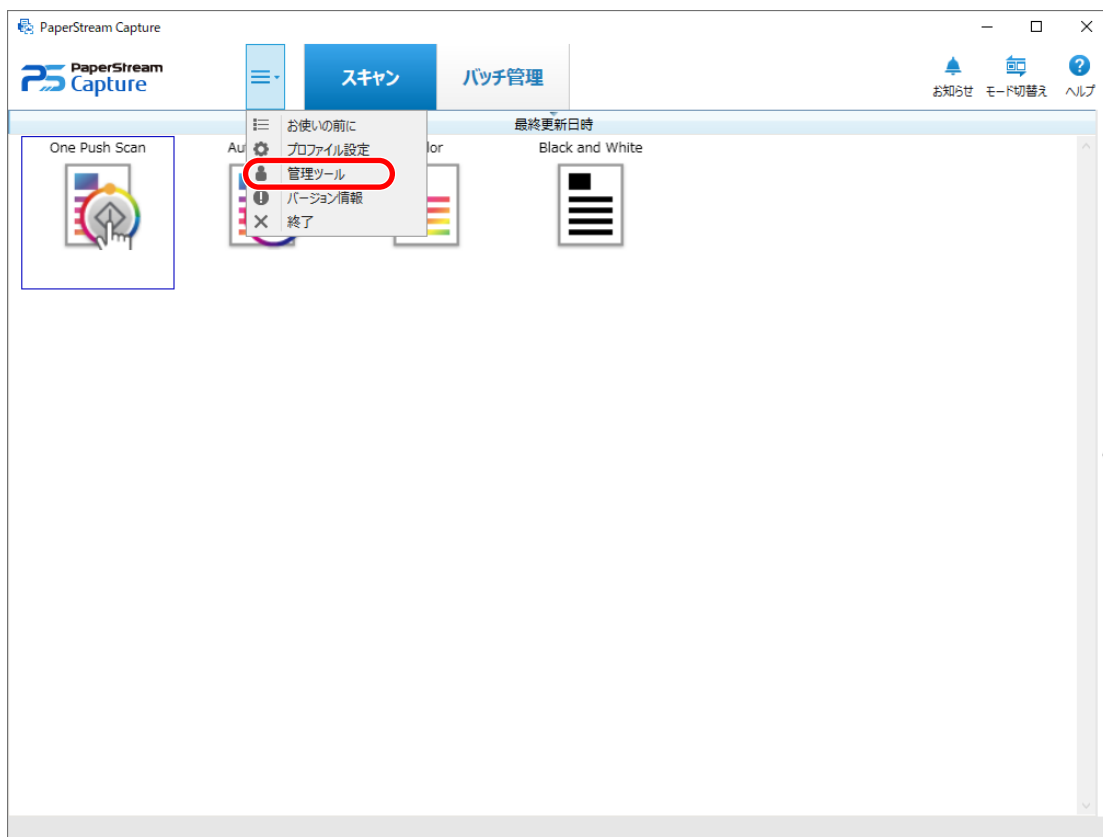 PaperStream Capture
PaperStream
Capture
スキャン
バッチ管理
お知らせ
モード切替え
ヘルプ
最終更新日時
お使いの前に
プロファイル設定
管理ツール
バージョン情報
終了
One Push Scan
Au
lor
Black and White